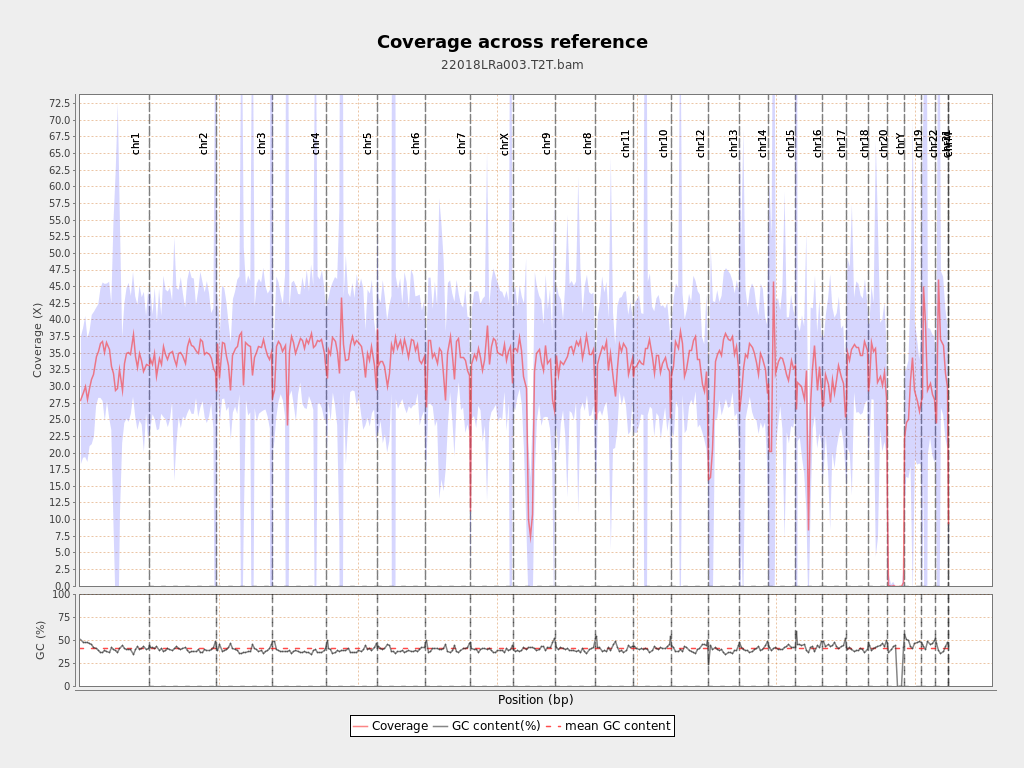 Coverage across reference
22018LRa003.T2T.bam
Coverage (X)
72.5
70.0
67.5
65.0
62.5
60.0
57.5
55.0
52.5
50.0
47.5
45.0
42.5
40.0
37.5
35.0
32.5
30.0
27.5
25.0
22.5
20.0
17.5
15.0
12.5
10.0
7.5
5.0
2.5
0.0
chr1
chr2
chr3
chr4
chr5
chr6
chr7
chrX
chr9
chr8
chr11
chr10
chr12
chr13
chr14
chr15
chr16
chr17
chr18
chr20
chrY
chr19
chr22
GC (%)
100
75
50
25
0
Position (bp)
Coverage GC content(%) mean GC content